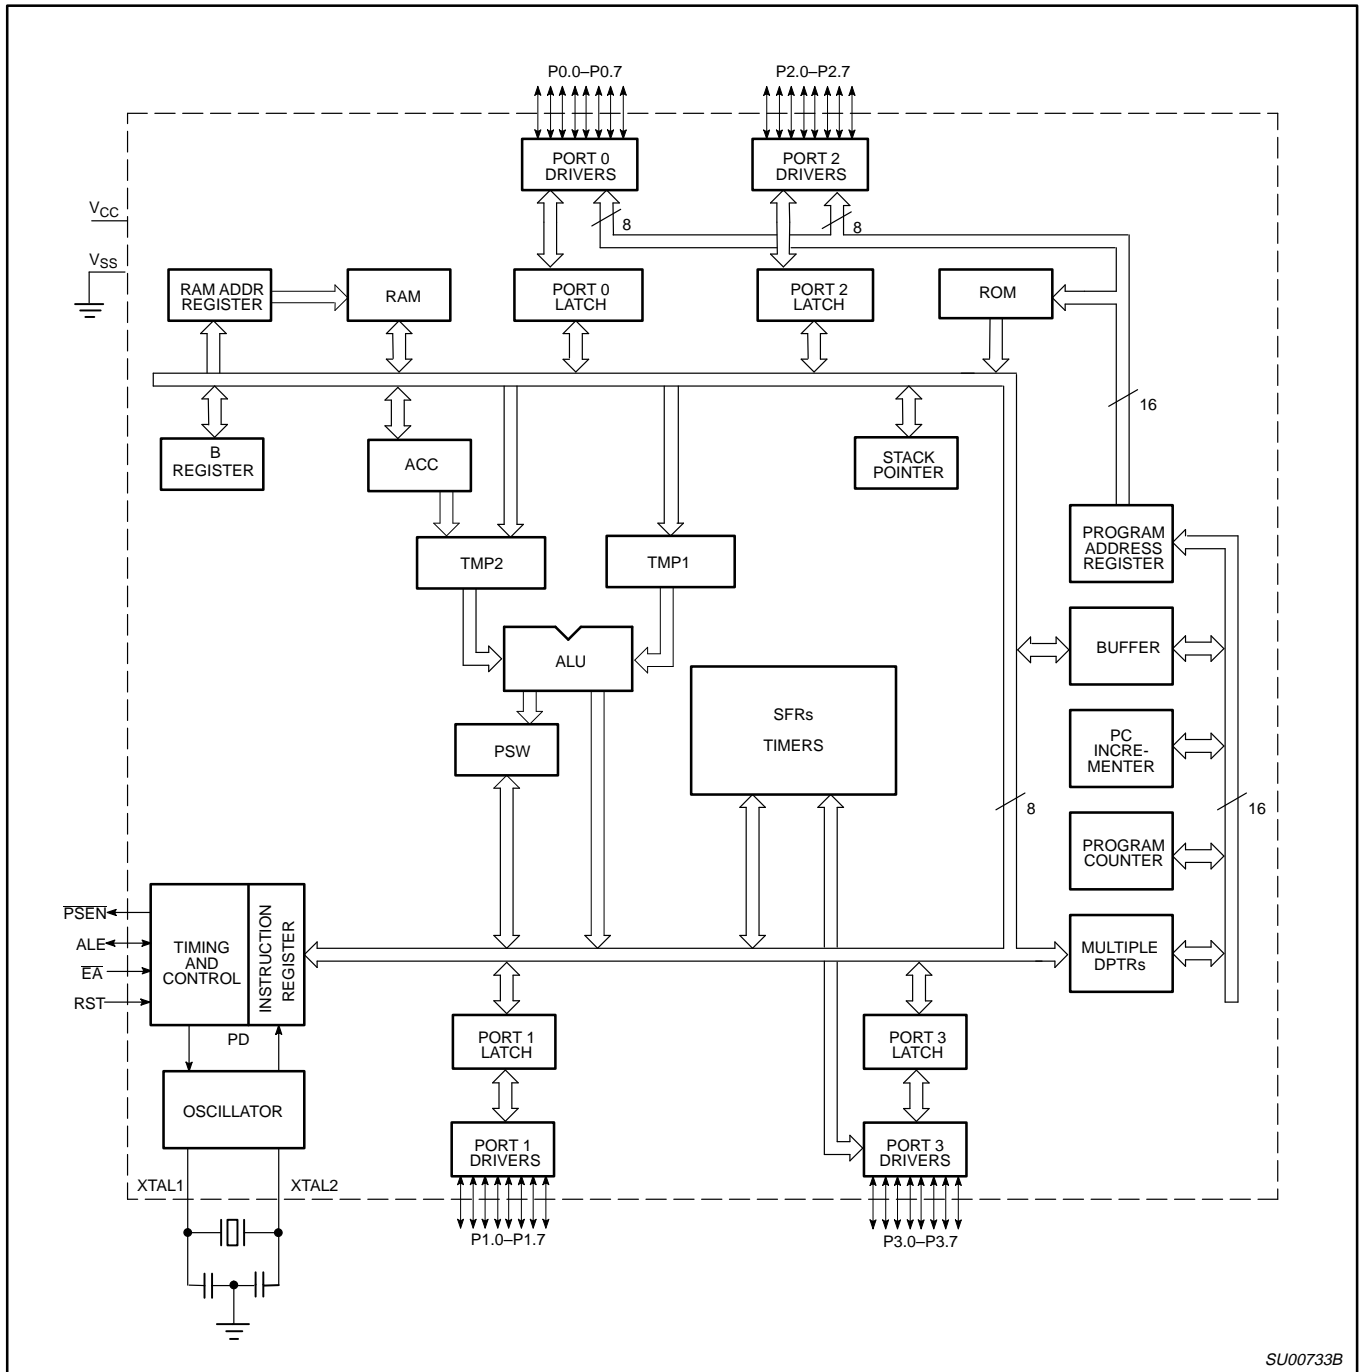 P0.0–P0.7
P2.0–P2.7
PORT 0
DRIVERS
PORT 2
DRIVERS
VCC
8
8
VSS
RAM ADDR
REGISTER
RAM
PORT 0
LATCH
PORT 2
LATCH
ROM
16
B
REGISTER
ACC
STACK
POINTER
PROGRAM
ADDRESS
REGISTER
TMP2
TMP1
ALU
BUFFER
SFRs
TIMERS
PSW
PC
INCRE-
MENTER
8
16
PROGRAM
COUNTER
PSEN
ALE
EA
RST
TIMING
AND
CONTROL
INSTRUCTION
REGISTER
MULTIPLE
DPTRs
PD
PORT 1
LATCH
PORT 3
LATCH
OSCILLATOR
PORT 1
DRIVERS
PORT 3
DRIVERS
XTAL1
XTAL2
P1.0–P1.7
P3.0–P3.7
SU00733B